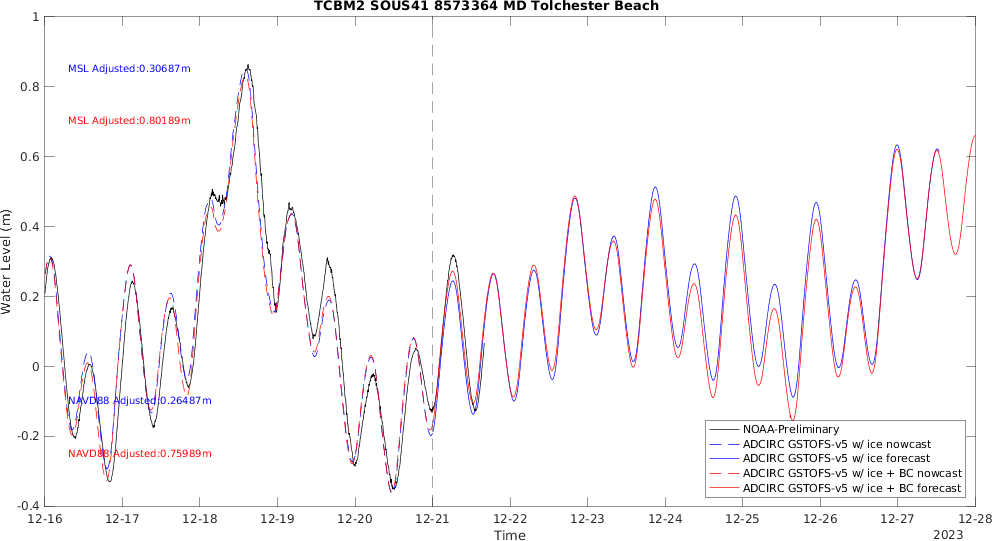 TCBM2 SOUS41 8573364 MD Tolchester Beach
1
0.8
0.6
0.4
0.2
0
-0.2
-0.4
Water Level (m)
MSL Adjusted:0.30687m
MSL Adjusted:0.80189m
NAVD88 Adjusted:0.26487m
NAVD88 Adjusted:0.75989m
NOAA-Preliminary
ADCIRC GSTOFS-v5 w/ ice nowcast
ADCIRC GSTOFS-v5 w/ ice forecast
ADCIRC GSTOFS-v5 w/ ice + BC nowcast
ADCIRC GSTOFS-v5 w/ ice + BC forecast
12-16 12-17 12-18 12-19 12-20 12-21 12-22 12-23 12-24 12-25 12-26 12-27 12-28
Time
2023